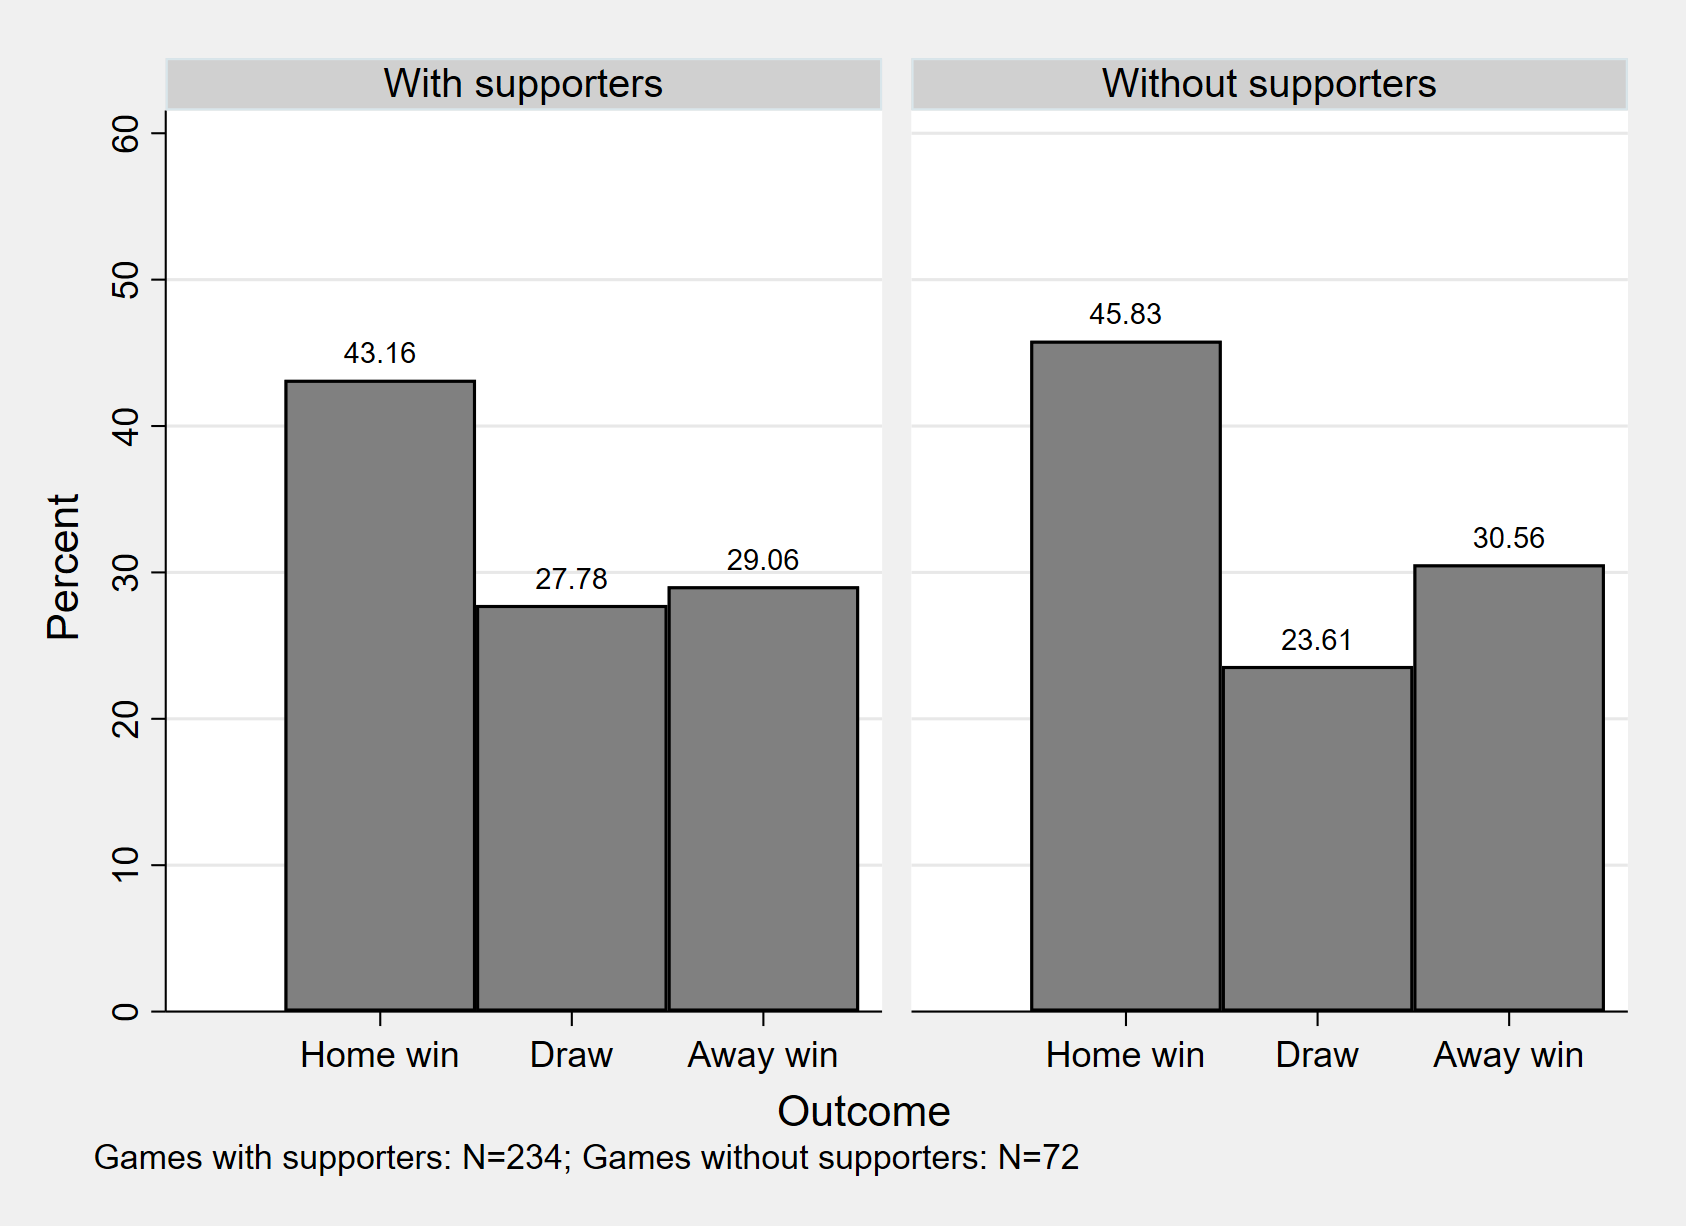 With supporters
Without supporters
Percent
60
50
40
30
20
10
0
43.16
27.78
29.06
45.83
23.61
30.56
Home win Draw Away win
Home win Draw Away win
Outcome
Games with supporters: N=234; Games without supporters: N=72